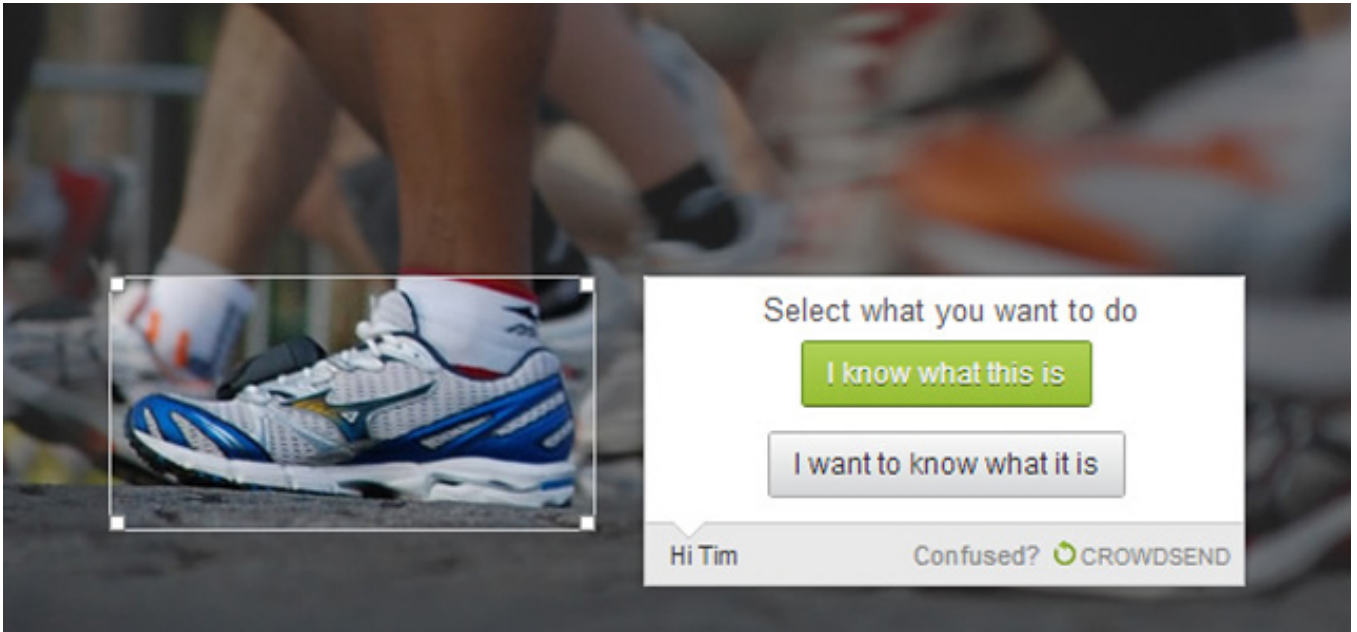 Select what you want to do
I know what this is
I want to know what it is
Hi Tim
Confused? CROWDSEND